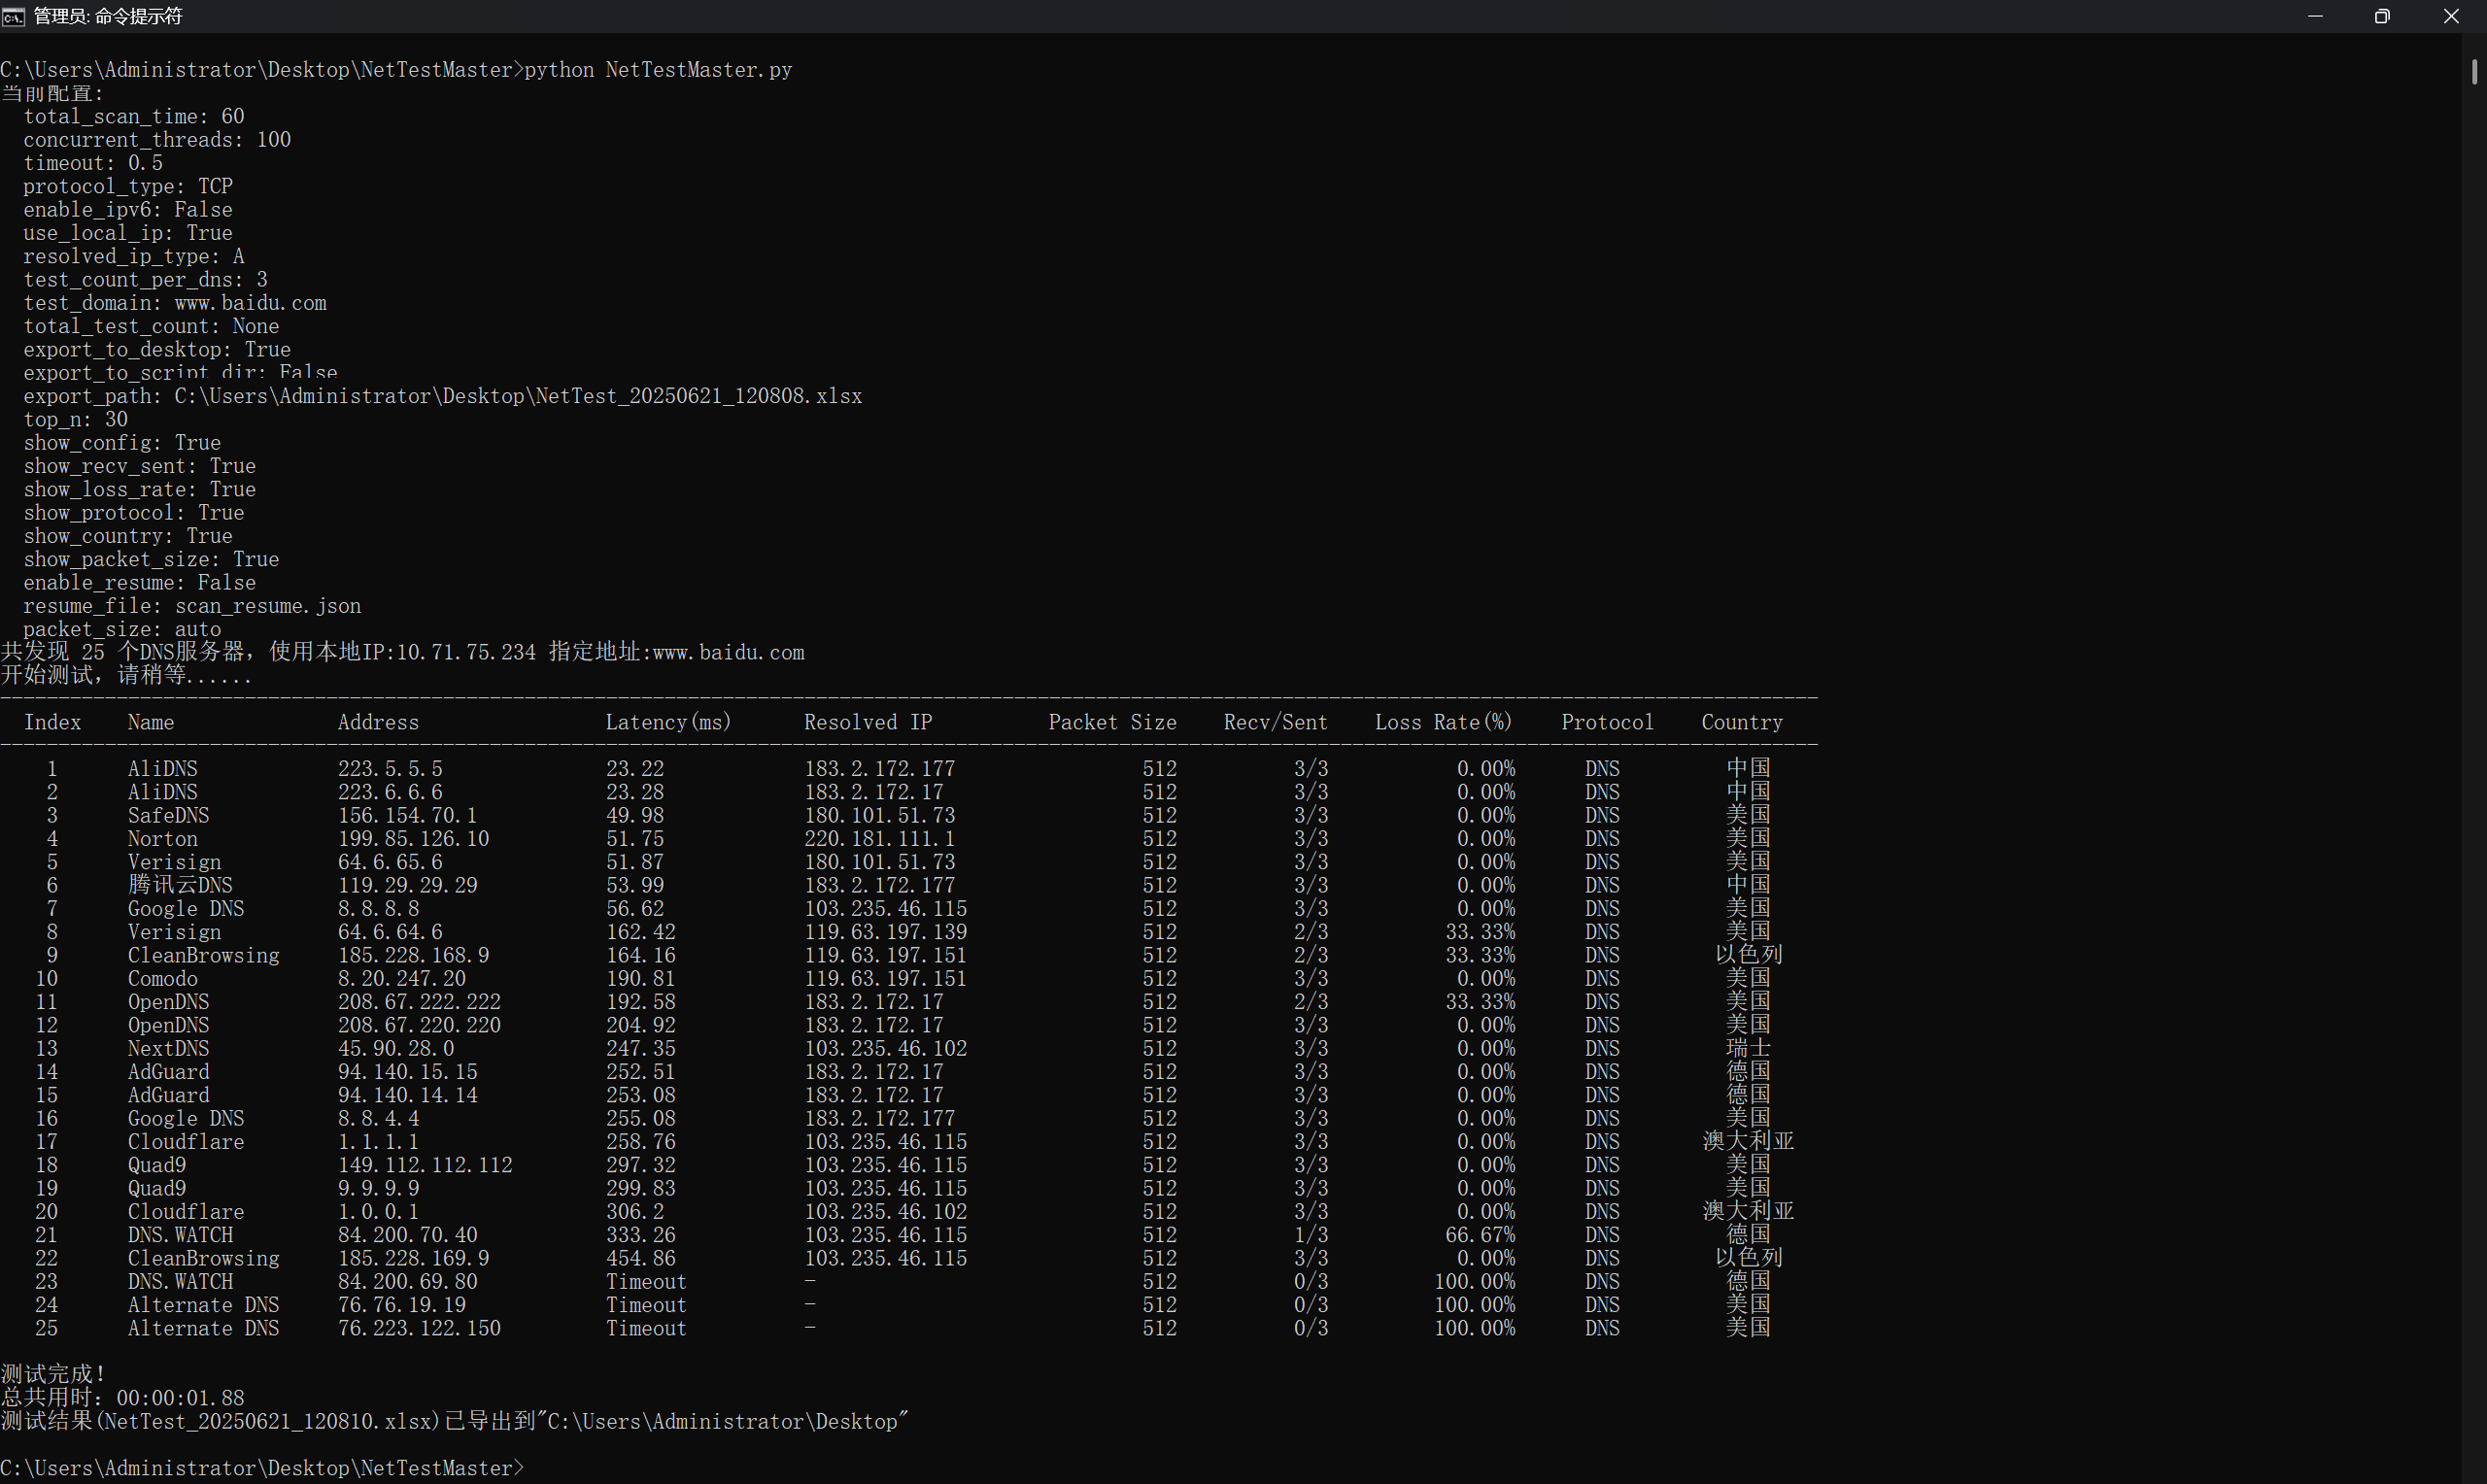 管理员: 命令提示符
C:\Users\Administrator\Desktop\NetTestMaster>python NetTestMaster.py
当前配置:
total_scan_time: 60
concurrent_threads: 100
timeout: 0.5
protocol_type: TCP
enable_ipv6: False
use_local_ip: True
resolved_ip_type: A
test_count_per_dns: 3
test_domain: www.baidu.com
total_test_count: None
export_to_desktop: True
export_to_script_dir: False
export_path: C:\Users\Administrator\Desktop\NetTest_20250621_120808.xlsx
top_n: 30
show_config: True
show_recv_sent: True
show_loss_rate: True
show_protocol: True
show_country: True
show_packet_size: True
enable_resume: False
resume_file: scan_resume.json
packet_size: auto
共发现 25 个DNS服务器，使用本地IP:10.71.75.234 指定地址:www.baidu.com
开始测试，请稍等......
Index Name Address Latency(ms) Resolved IP Packet Size Recv/Sent Loss Rate(%) Protocol Country
1 AliDNS 223.5.5.5 23.22 183.2.172.177 512 3/3 0.00% DNS 中国
2 AliDNS 223.6.6.6 23.28 183.2.172.17 512 3/3 0.00% DNS 中国
3 SafeDNS 156.154.70.1 49.98 180.101.51.73 512 3/3 0.00% DNS 美国
4 Norton 199.85.126.10 51.75 220.181.111.1 512 3/3 0.00% DNS 美国
5 Verisign 64.6.65.6 51.87 180.101.51.73 512 3/3 0.00% DNS 美国
6 腾讯云DNS 119.29.29.29 53.99 183.2.172.177 512 3/3 0.00% DNS 中国
7 Google DNS 8.8.8.8 56.62 103.235.46.115 512 3/3 0.00% DNS 美国
8 Verisign 64.6.64.6 162.42 119.63.197.139 512 2/3 33.33% DNS 美国
9 CleanBrowsing 185.228.168.9 164.16 119.63.197.151 512 2/3 33.33% DNS 以色列
10 Comodo 8.20.247.20 190.81 119.63.197.151 512 3/3 0.00% DNS 美国
11 OpenDNS 208.67.222.222 192.58 183.2.172.17 512 2/3 33.33% DNS 美国
12 OpenDNS 208.67.220.220 204.92 183.2.172.17 512 3/3 0.00% DNS 美国
13 NextDNS 45.90.28.0 247.35 103.235.46.102 512 3/3 0.00% DNS 瑞士
14 AdGuard 94.140.15.15 252.51 183.2.172.17 512 3/3 0.00% DNS 德国
15 AdGuard 94.140.14.14 253.08 183.2.172.17 512 3/3 0.00% DNS 德国
16 Google DNS 8.8.4.4 255.08 183.2.172.177 512 3/3 0.00% DNS 美国
17 Cloudflare 1.1.1.1 258.76 103.235.46.115 512 3/3 0.00% DNS 澳大利亚
18 Quad9 149.112.112.112 297.32 103.235.46.115 512 3/3 0.00% DNS 美国
19 Quad9 9.9.9.9 299.83 103.235.46.115 512 3/3 0.00% DNS 美国
20 Cloudflare 1.0.0.1 306.2 103.235.46.102 512 3/3 0.00% DNS 澳大利亚
21 DNS.WATCH 84.200.70.40 333.26 103.235.46.115 512 1/3 66.67% DNS 德国
22 CleanBrowsing 185.228.169.9 454.86 103.235.46.115 512 3/3 0.00% DNS 以色列
23 DNS.WATCH 84.200.69.80 Timeout - 512 0/3 100.00% DNS 德国
24 Alternate DNS 76.76.19.19 Timeout - 512 0/3 100.00% DNS 美国
25 Alternate DNS 76.223.122.150 Timeout - 512 0/3 100.00% DNS 美国
测试完成！
总共用时：00:00:01.88
测试结果(NetTest_20250621_120810.xlsx)已导出到"C:\Users\Administrator\Desktop"
C:\Users\Administrator\Desktop\NetTestMaster>